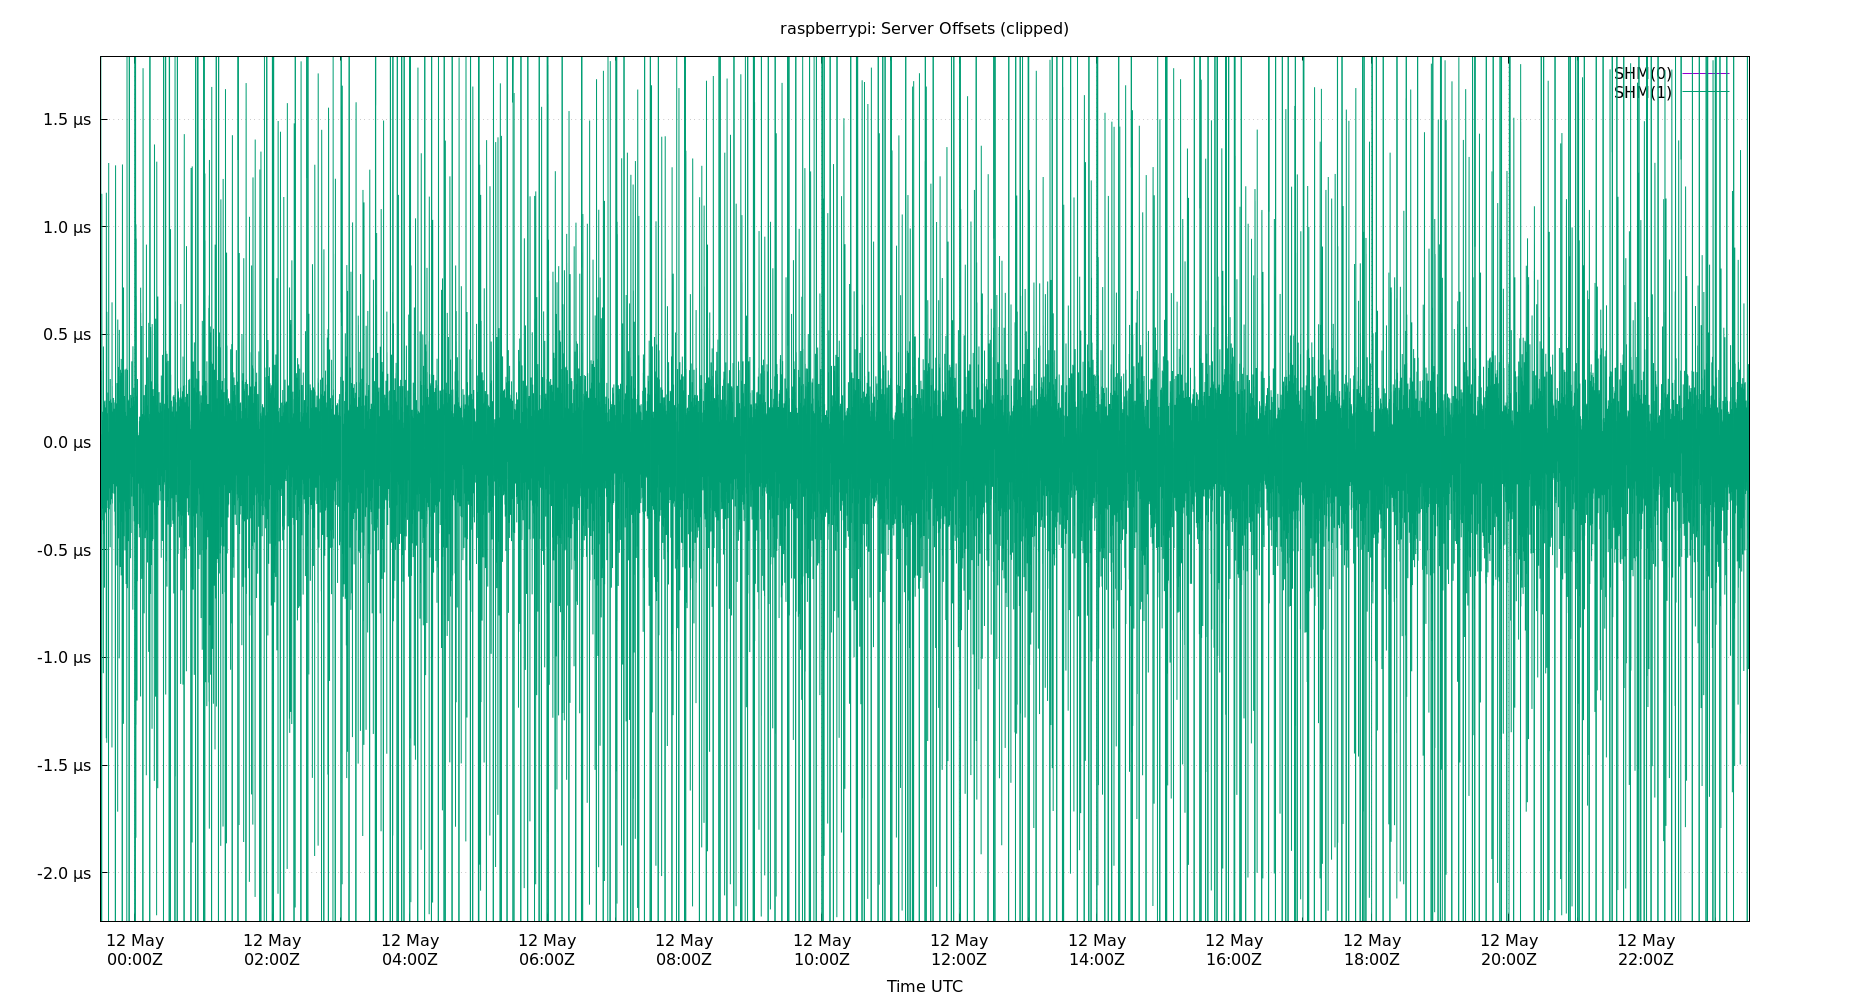 raspberrypi: Server Offsets (clipped)
SHM(0)
SHM(1)
1.5 μs
1.0 μs
0.5 μs
0.0 μs
-0.5 μs
-1.0 μs
-1.5 μs
-2.0 μs
12 May 12 May 12 May 12 May 12 May 12 May 12 May 12 May 12 May 12 May 12 May 12 May
00:00Z 02:00Z 04:00Z 06:00Z 08:00Z 10:00Z 12:00Z 14:00Z 16:00Z 18:00Z 20:00Z 22:00Z
Time UTC